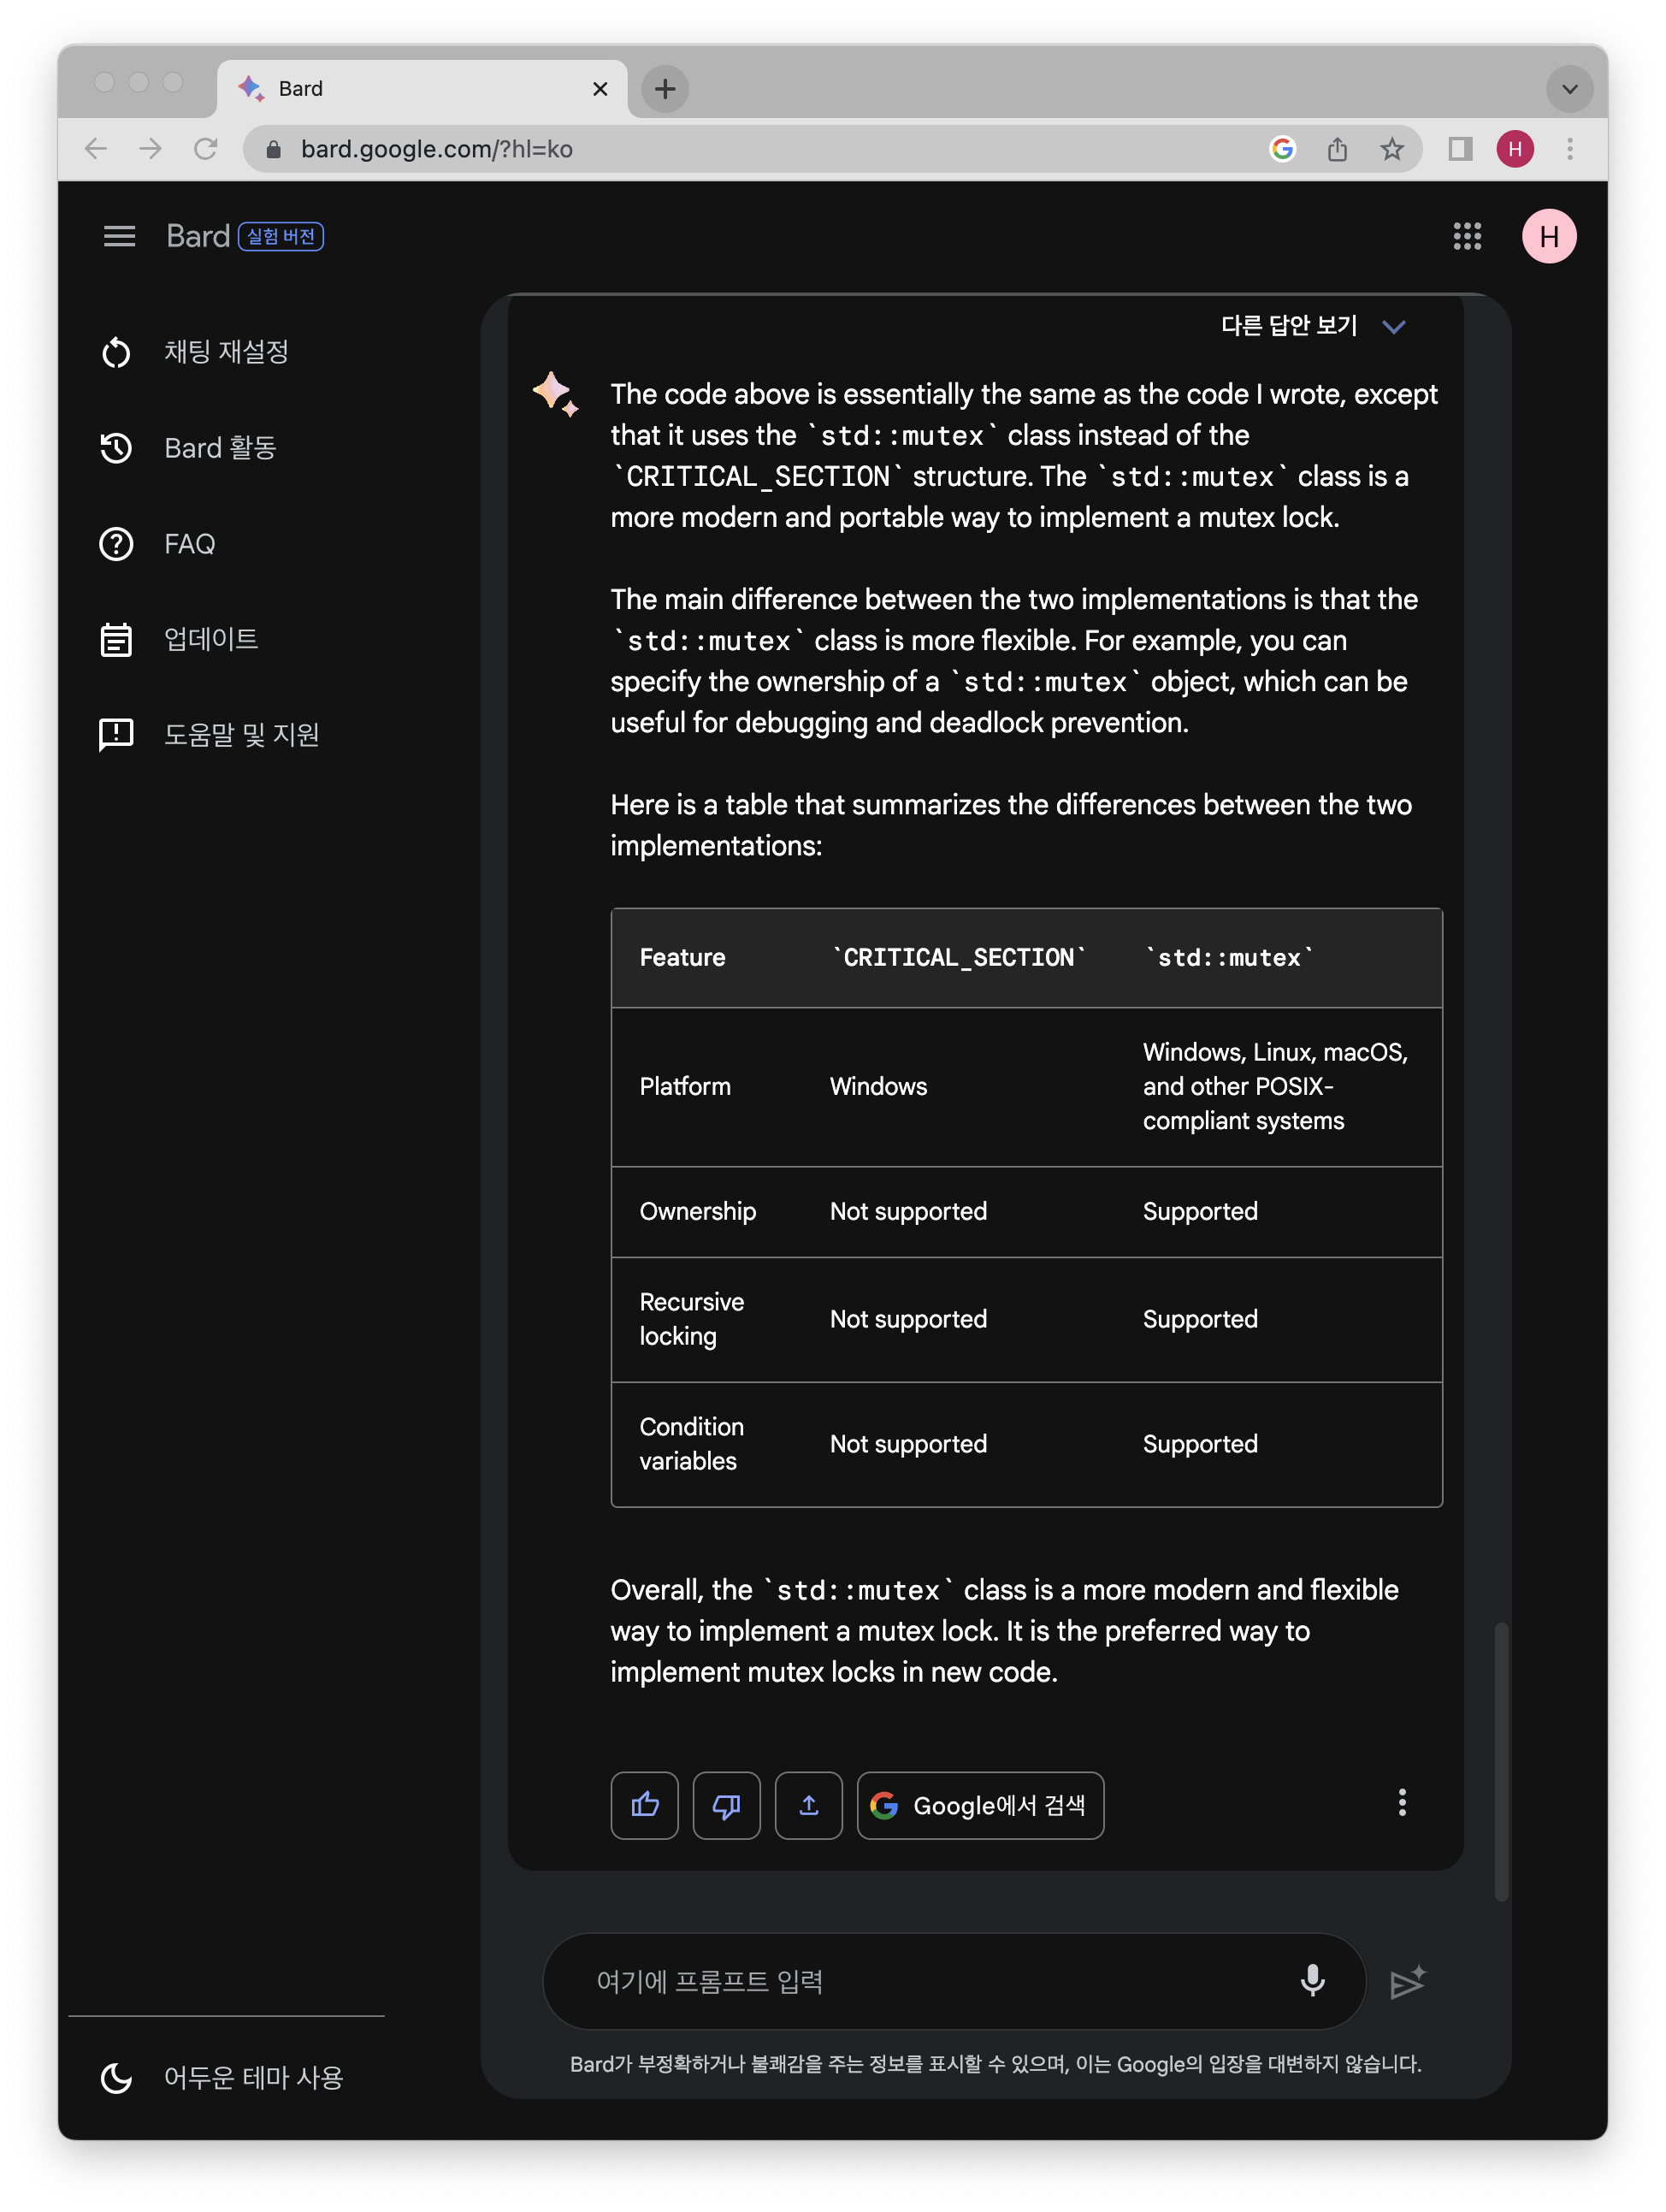 Bard
bard.google.com/?hl=ko
H
Bard 실험 버전
H
채팅 재설정
Bard 활동
FAQ
업데이트
도움말 및 지원
다른 답안 보기
The code above is essentially the same as the code I wrote, except
that it uses the `std::mutex` class instead of the
`CRITICAL_SECTION` structure. The `std::mutex` class is a
more modern and portable way to implement a mutex lock.
The main difference between the two implementations is that the
`std::mutex` class is more flexible. For example, you can
specify the ownership of a `std::mutex` object, which can be
useful for debugging and deadlock prevention.
Here is a table that summarizes the differences between the two
implementations:
Feature `CRITICAL_SECTION` `std::mutex`
Platform Windows Windows, Linux, macOS,
and other POSIX-
compliant systems
Ownership Not supported Supported
Recursive
locking Not supported Supported
Condition
variables Not supported Supported
Overall, the `std::mutex` class is a more modern and flexible
way to implement a mutex lock. It is the preferred way to
implement mutex locks in new code.
Google에서 검색
여기에 프롬프트 입력
Bard가 부정확하거나 불쾌감을 주는 정보를 표시할 수 있으며, 이는 Google의 입장을 대변하지 않습니다.
어두운 테마 사용